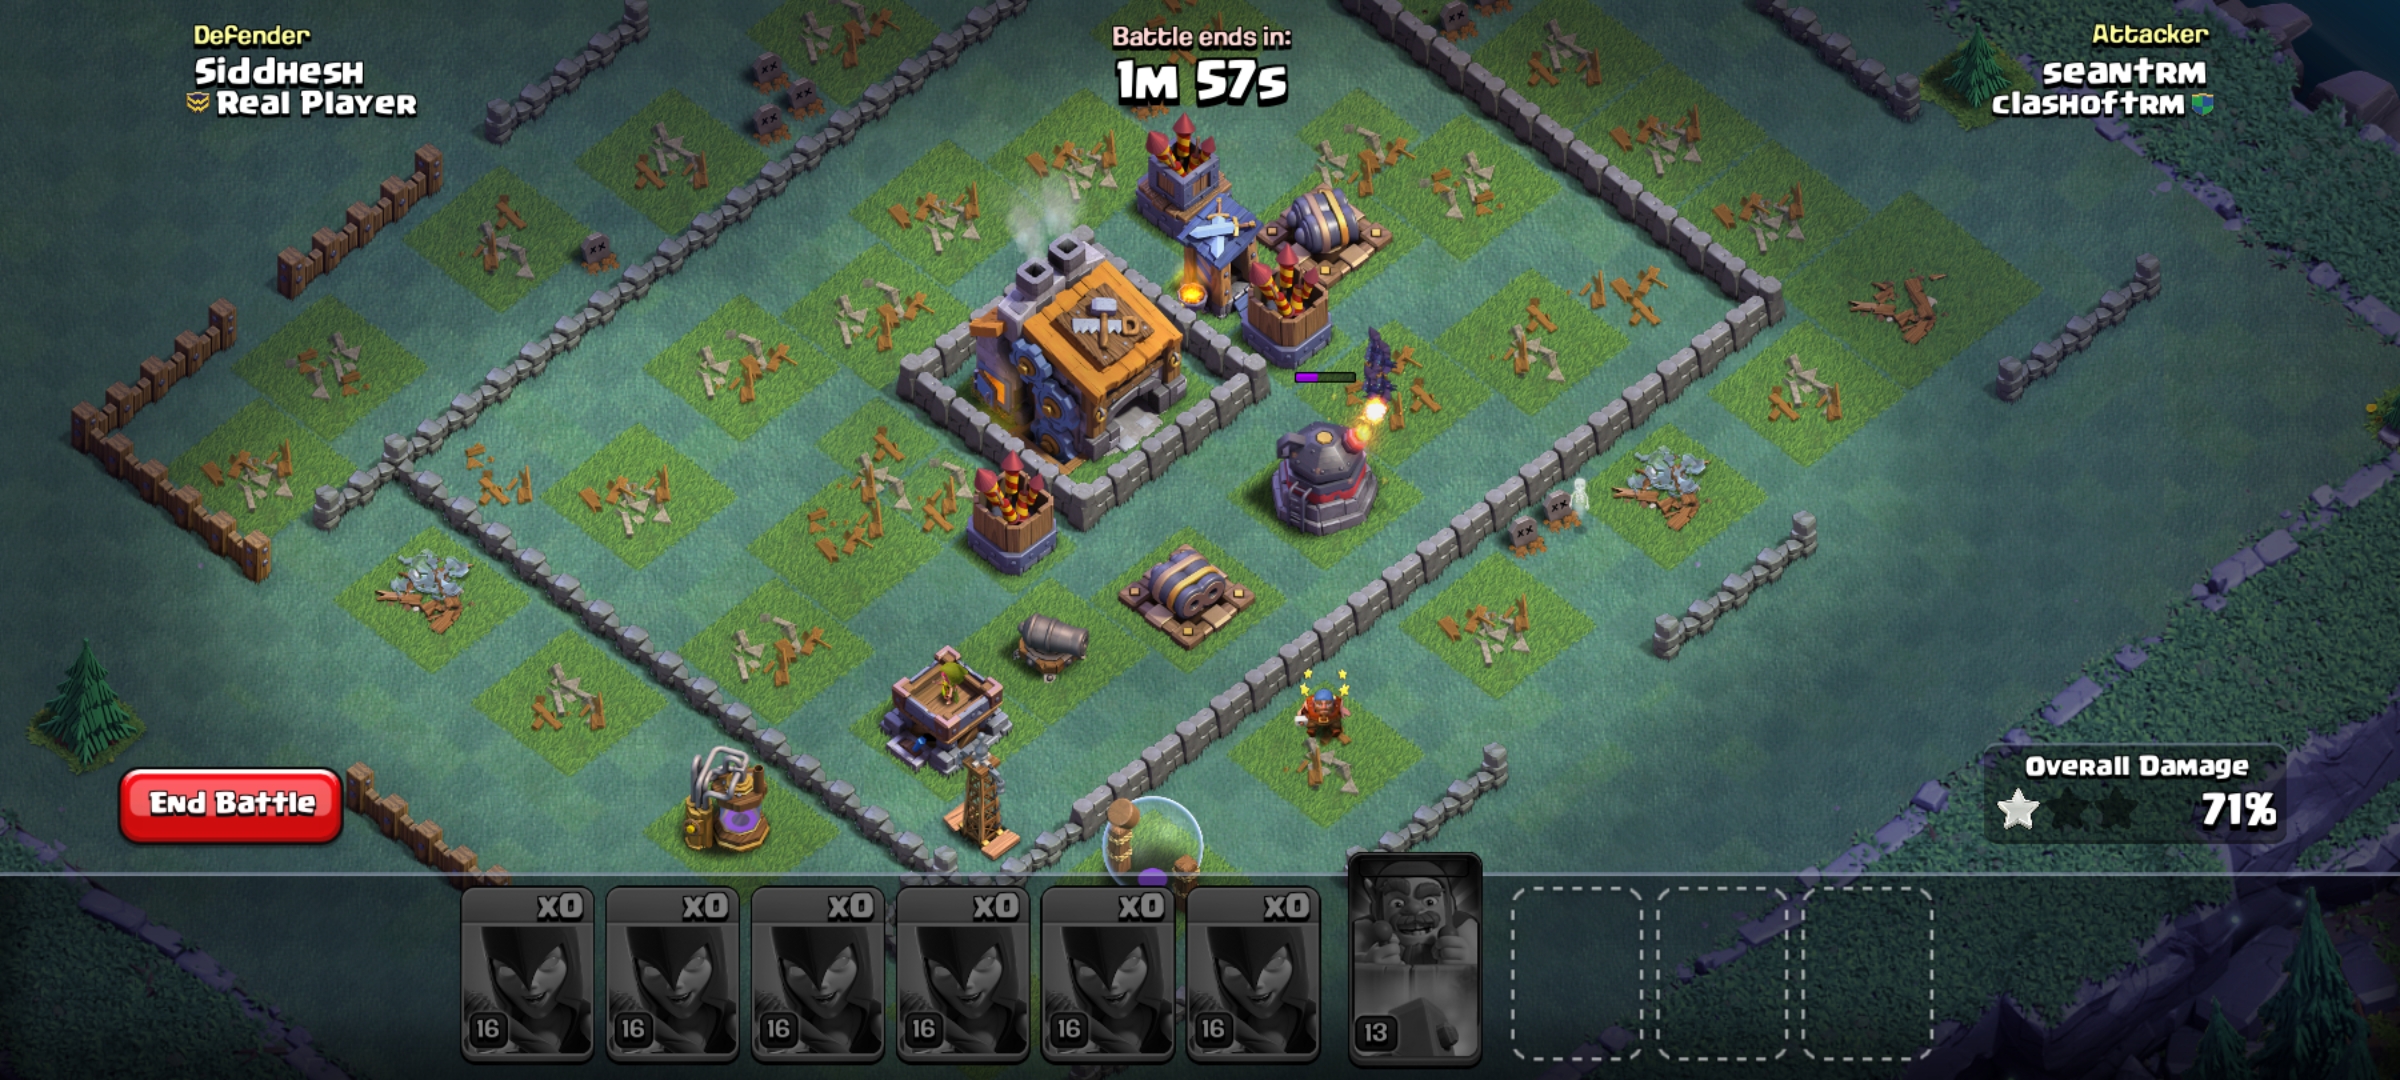 Defender
Siddhesh
Real Player
Battle ends in:
1m 57s
Attacker
seantrm
clashoftrm
End Battle
Overall Damage
71%
x0
x0
x0
x0
x0
x0
16
16
16
16
16
16
13